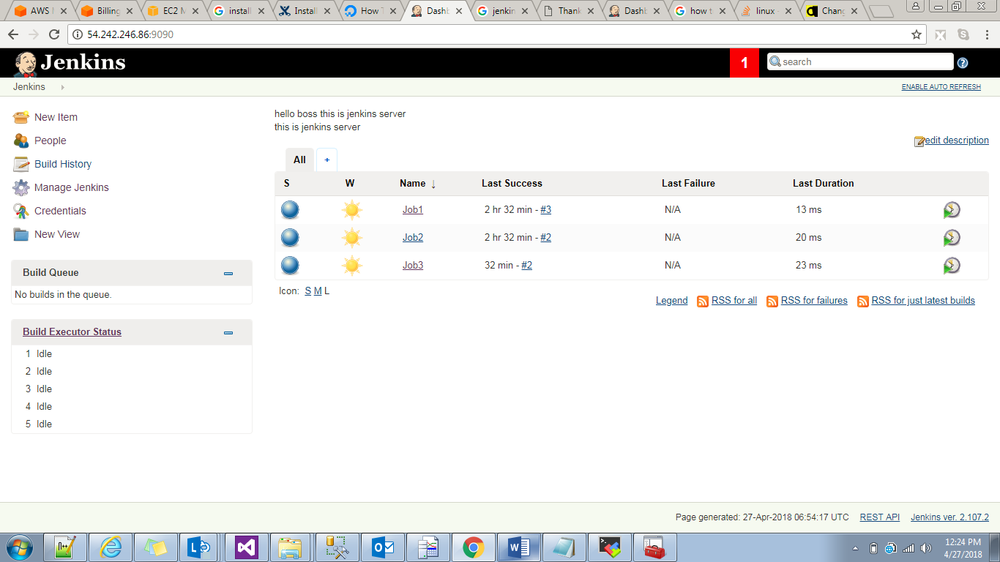 AWS
Billing
EC2 M
install
Install
How T
Dashb
jenkin
Thank
Dashb
how t
linux
Chang
54.242.246.86:9090
Jenkins
1
search
Jenkins
ENABLE AUTO REFRESH
New Item
People
Build History
Manage Jenkins
Credentials
New View
Build Queue
No builds in the queue.
Build Executor Status
1 Idle
2 Idle
3 Idle
4 Idle
5 Idle
hello boss this is jenkins server
this is jenkins server
edit description
All +
S W Name ↓ Last Success Last Failure Last Duration
Job1 2 hr 32 min - #3 N/A 13 ms
Job2 2 hr 32 min - #2 N/A 20 ms
Job3 32 min - #2 N/A 23 ms
Icon: S M L
Legend RSS for all RSS for failures RSS for just latest builds
Page generated: 27-Apr-2018 06:54:17 UTC REST API Jenkins ver. 2.107.2
12:24 PM
4/27/2018